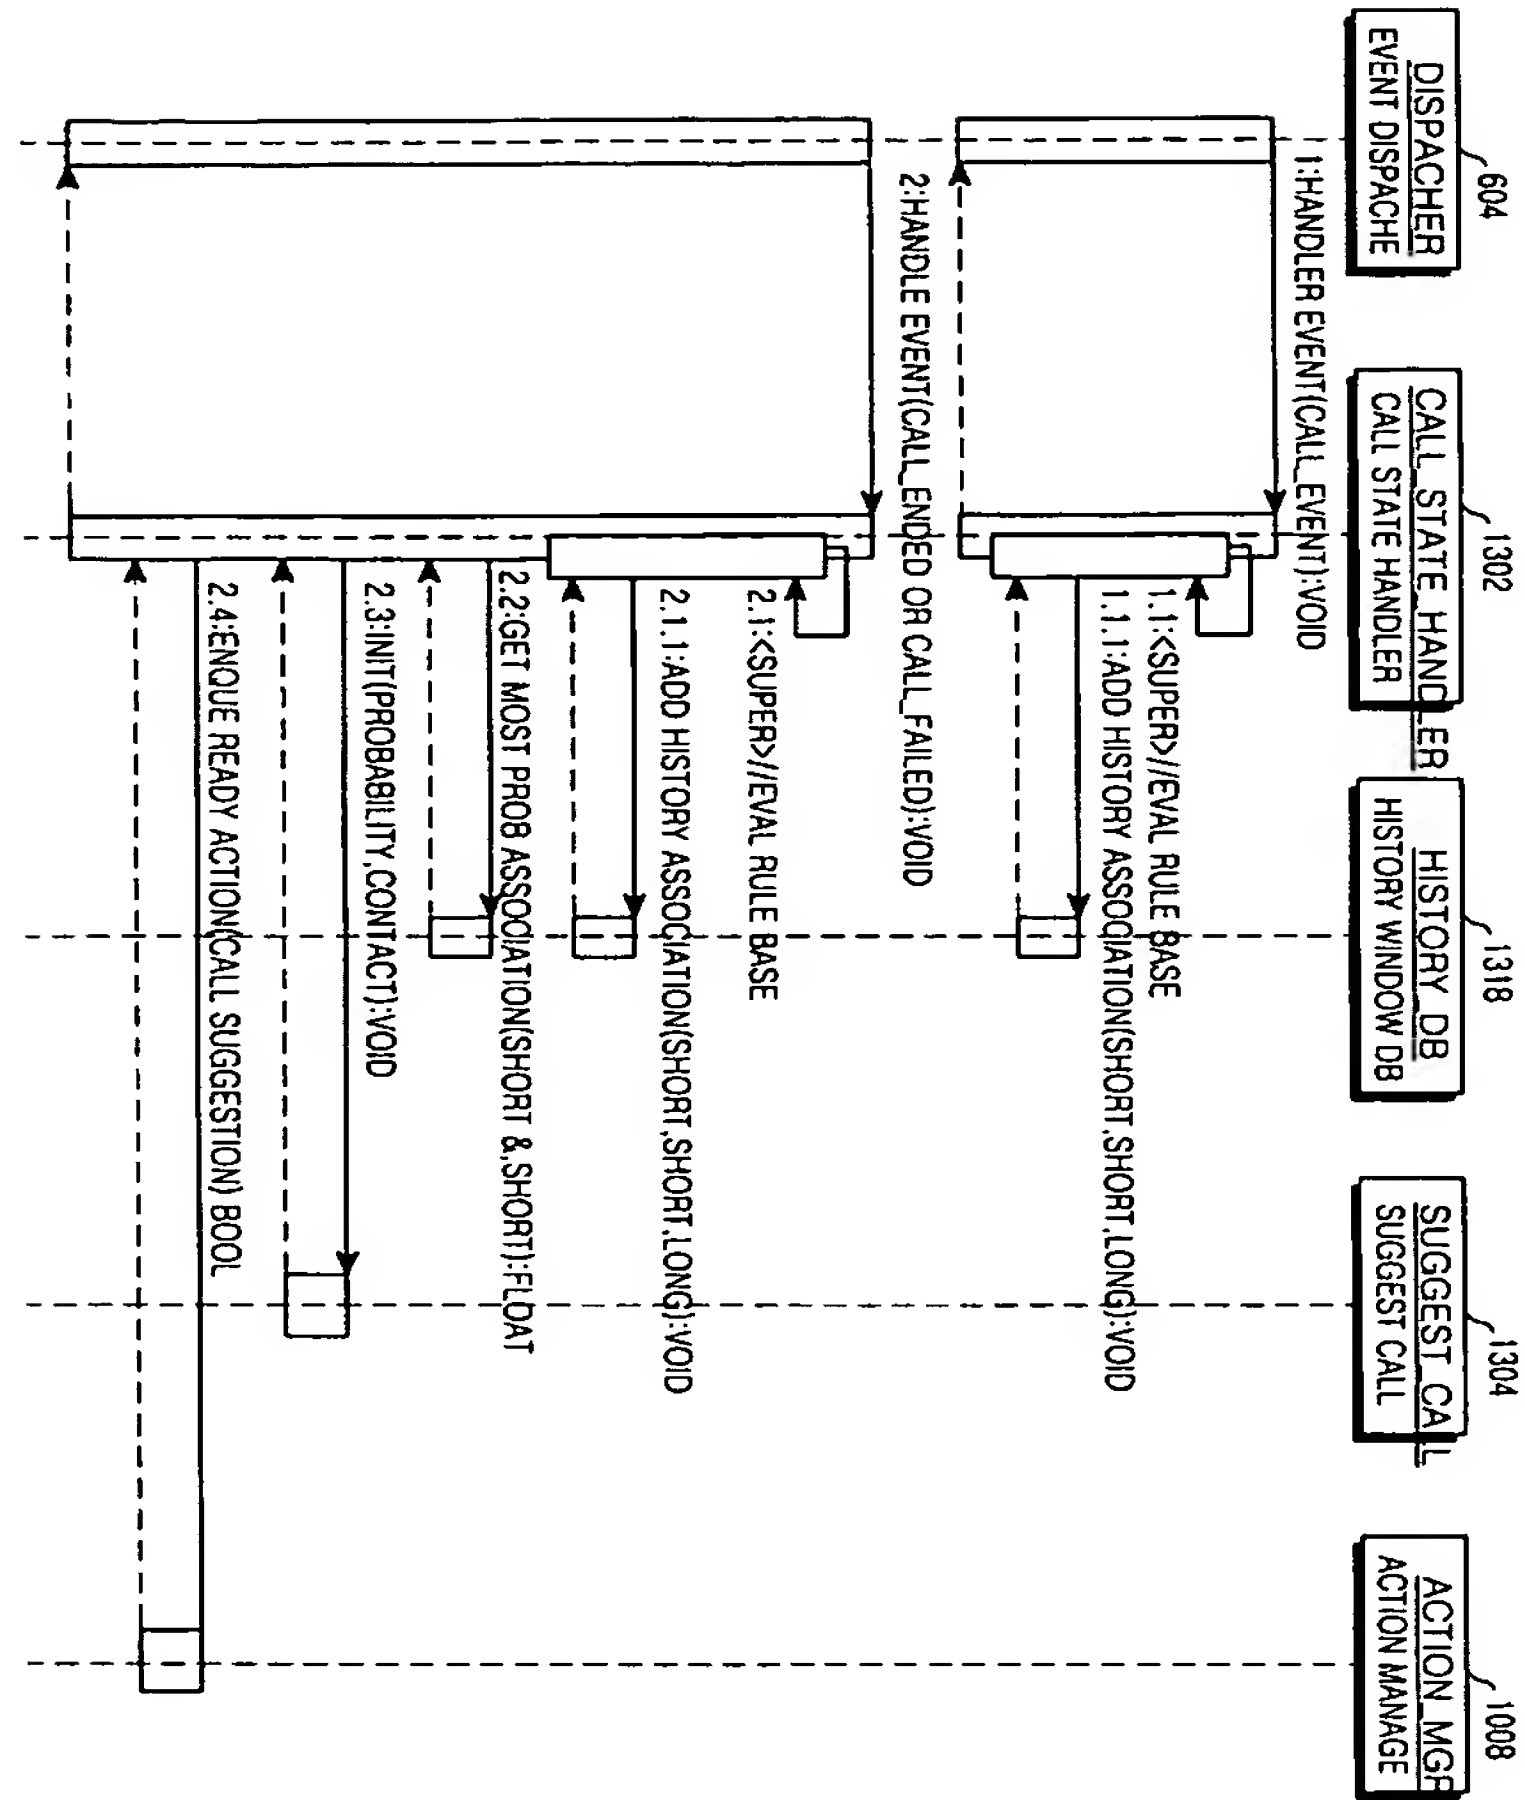 604
DISPACHER
EVENT DISPACHE
1302
CALL_STATE_HANDLER
CALL STATE HANDLER
1318
HISTORY_DB
HISTORY WINDOW DB
1304
SUGGEST_CALL
SUGGEST CALL
1008
ACTION_MGR
ACTION MANAGE
1:HANDLER EVENT(CALL_EVENT):VOID
1.1:<SUPER>//EVAL RULE BASE
1.1.1:ADD HISTORY ASSOCIATION(SHORT,SHORT,LONG):VOID
2:HANDLE EVENT(CALL_ENDED OR CALL_FAILED):VOID
2.1:<SUPER>//EVAL RULE BASE
2.1.1:ADD HISTORY ASSOCIATION(SHORT,SHORT,LONG):VOID
2.2:GET MOST PROB ASSOCIATION(SHORT &,SHORT):FLOAT
2.3:INIT(PROBABILITY,CONTACT):VOID
2.4:ENQUE READY ACTION(CALL SUGGESTION) BOOL